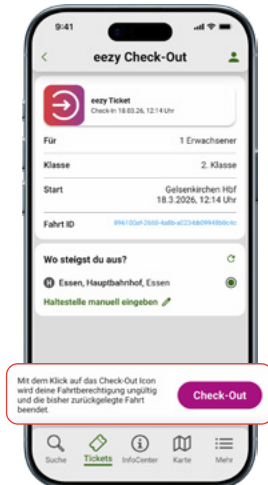 9:41
eezy Check-Out
eezy Ticket
Check-In 18.03.26, 12:14 Uhr
Für 1 Erwachsener
Klasse 2. Klasse
Start Gelsenkirchen Hbf
18.3.2026, 12:14 Uhr
Fahrt ID
Wo steigst du aus?
H Essen, Hauptbahnhof, Essen
Haltestelle manuell eingeben
Mit dem Klick auf das Check-Out Icon
wird deine Fahrtberechtigung ungültig
und die bisher zurückgelegte Fahrt
beendet.
Check-Out
Suche Tickets InfoCenter Karte Mehr